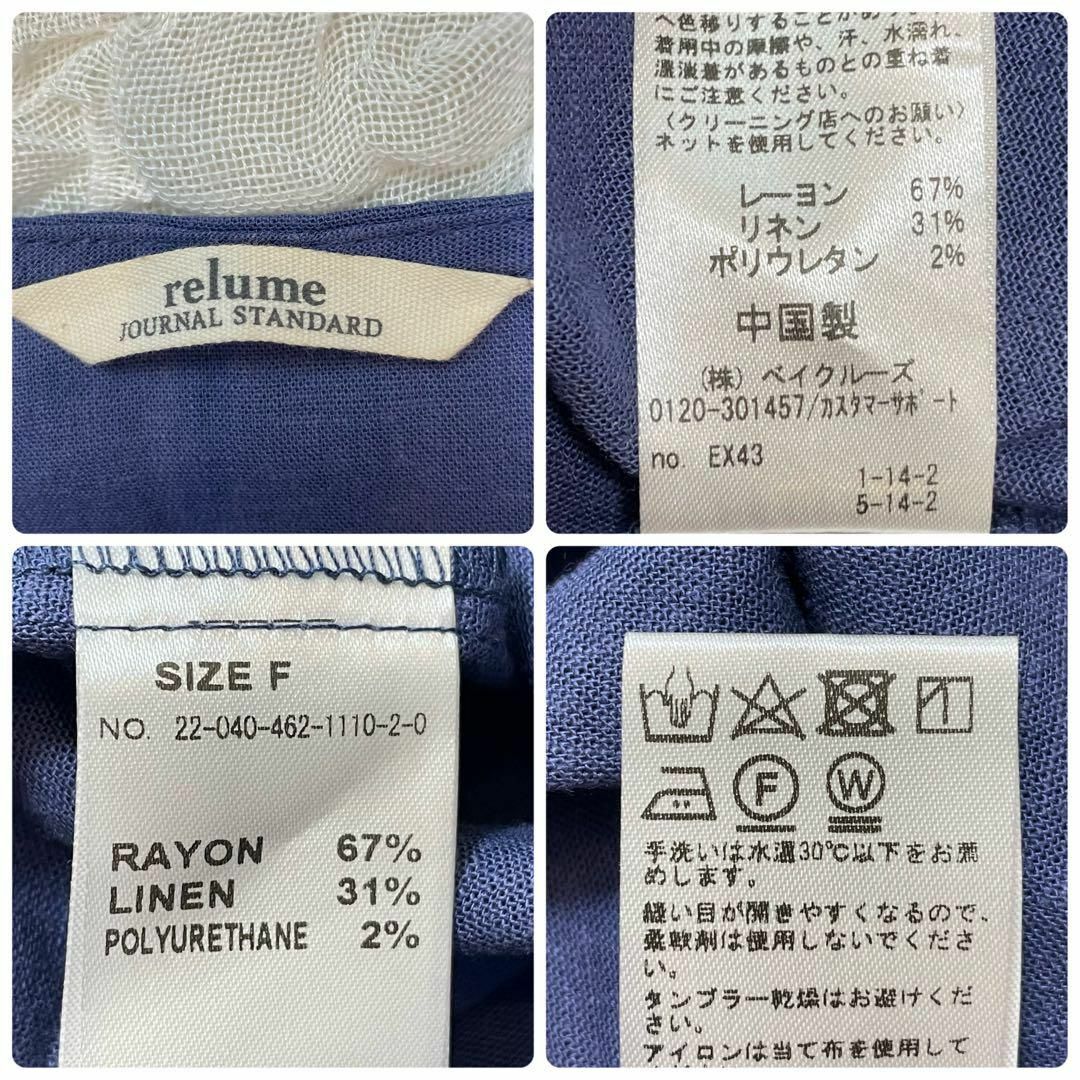 relume
JOURNAL STANDARD
へ色移りすることがあ
着用中の摩擦や、汗、水濡れ、
濃淡差があるものとの重ね着
にご注意ください。
〈クリーニング店へのお願い〉
ネットを使用してください。
レーヨン 67%
リネン 31%
ポリウレタン 2%
中国製
(株) ベイクルーズ
0120-301457/カスタマーサポート
no. EX43
1-14-2
5-14-2
SIZE F
NO. 22-040-462-1110-2-0
RAYON 67%
LINEN 31%
POLYURETHANE 2%
F W
手洗いは水温30℃以下をお薦
めします。
縫い目が開きやすくなるので、
柔軟剤は使用しないでくださ
い。
タンブラー乾燥はお避けくだ
さい。
アイロンは当て布を使用して